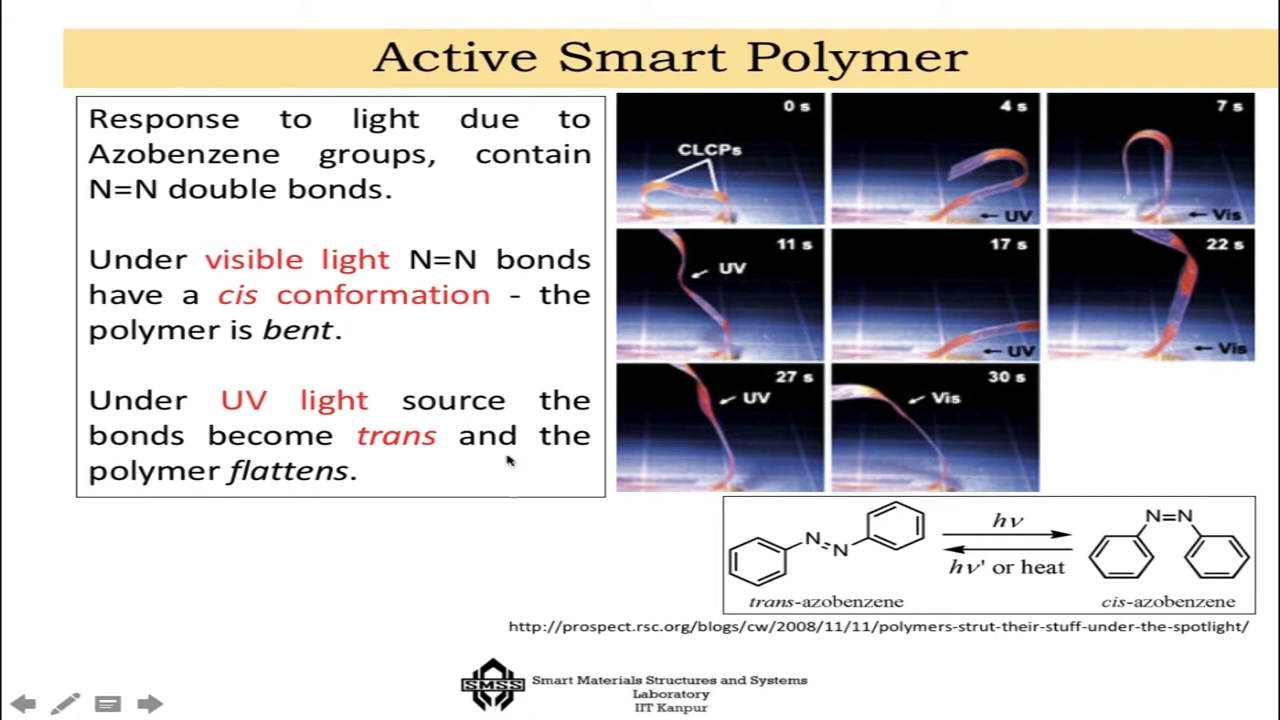 Active Smart Polymer
Response to light due to
Azobenzene groups, contain
N=N double bonds.
Under visible light N=N bonds
have a cis conformation - the
polymer is bent.
Under UV light source the
bonds become trans and the
polymer flattens.
0 s
CLCPs
4 s
UV
7 s
Vis
11 s
UV
17 s
UV
22 s
Vis
27 s
UV
30 s
Vis
N=N
hν
N=N
hν' or heat
trans-azobenzene
cis-azobenzene
http://prospect.rsc.org/blogs/cw/2008/11/11/polymers-strut-their-stuff-under-the-spotlight/
SMSS
Smart Materials Structures and Systems
Laboratory
IIT Kanpur